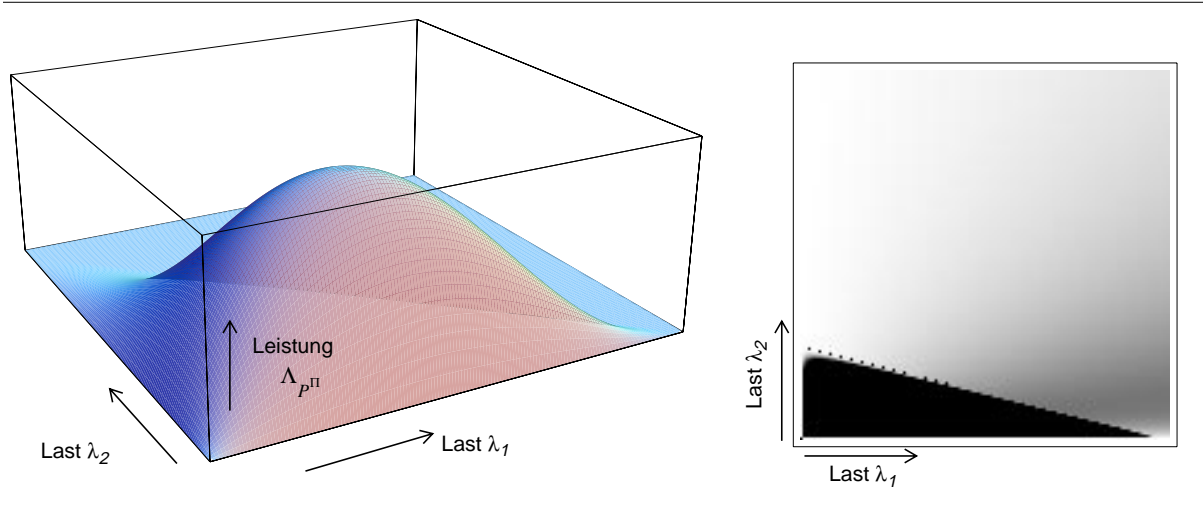 Leistung
Λ_{P^Π}
Last λ₂
Last λ₁
Last λ₂
Last λ₁